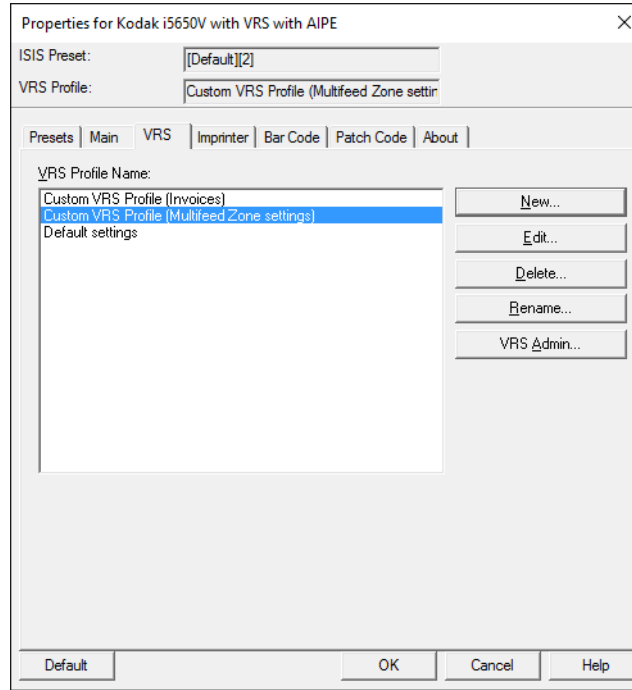 Properties for Kodak i5650V with VRS with AIPE
ISIS Preset: [Default][2]
VRS Profile: Custom VRS Profile (Multifeed Zone settin
Presets Main VRS Imprinter Bar Code Patch Code About
VRS Profile Name:
Custom VRS Profile (Invoices)
Custom VRS Profile (Multifeed Zone settings)
Default settings
New...
Edit...
Delete...
Rename...
VRS Admin...
Default OK Cancel Help